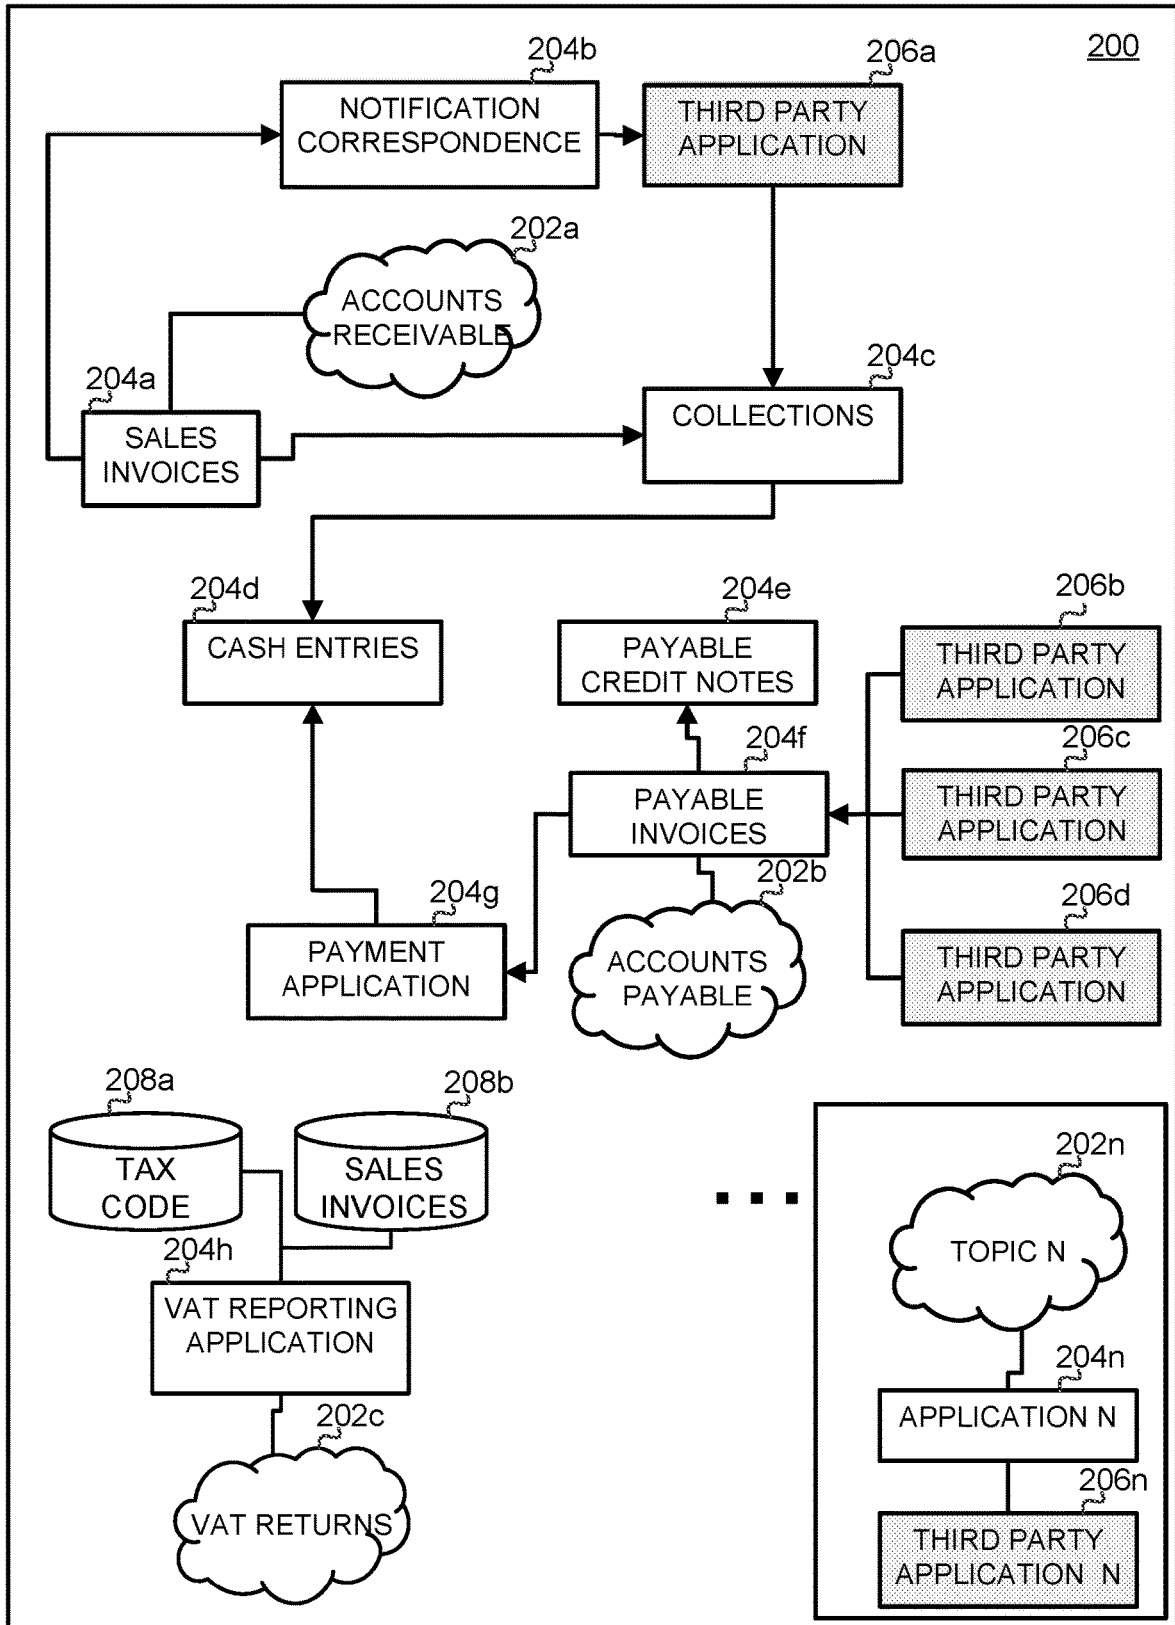 200
204b
NOTIFICATION
CORRESPONDENCE
206a
THIRD PARTY
APPLICATION
202a
ACCOUNTS
RECEIVABLE
204a
SALES
INVOICES
204c
COLLECTIONS
204d
CASH ENTRIES
204e
PAYABLE
CREDIT NOTES
206b
THIRD PARTY
APPLICATION
204f
PAYABLE
INVOICES
206c
THIRD PARTY
APPLICATION
202b
ACCOUNTS
PAYABLE
204g
PAYMENT
APPLICATION
206d
THIRD PARTY
APPLICATION
208a
TAX
CODE
208b
SALES
INVOICES
204h
VAT REPORTING
APPLICATION
202c
VAT RETURNS
202n
TOPIC N
204n
APPLICATION N
206n
THIRD PARTY
APPLICATION N